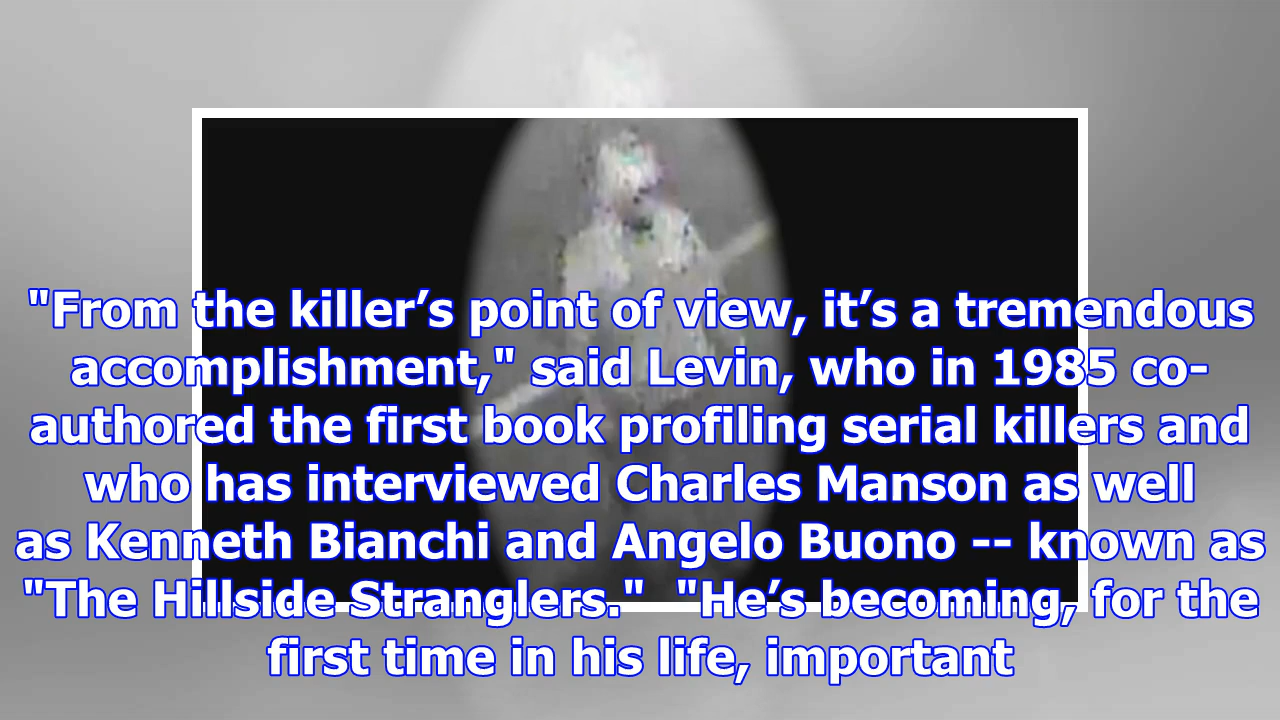 "From the killer’s point of view, it’s a tremendous
accomplishment," said Levin, who in 1985 co-
authored the first book profiling serial killers and
who has interviewed Charles Manson as well
as Kenneth Bianchi and Angelo Buono -- known as
"The Hillside Stranglers."  "He’s becoming, for the
first time in his life, important